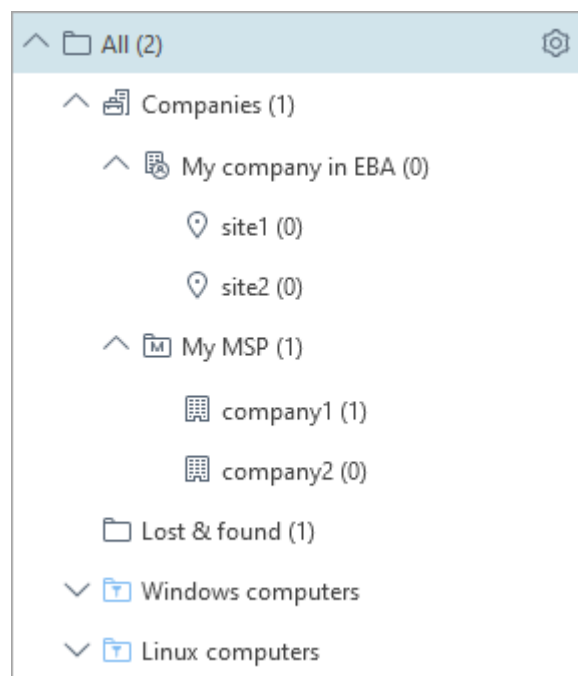 All (2)
Companies (1)
My company in EBA (0)
site1 (0)
site2 (0)
My MSP (1)
company1 (1)
company2 (0)
Lost & found (1)
Windows computers
Linux computers